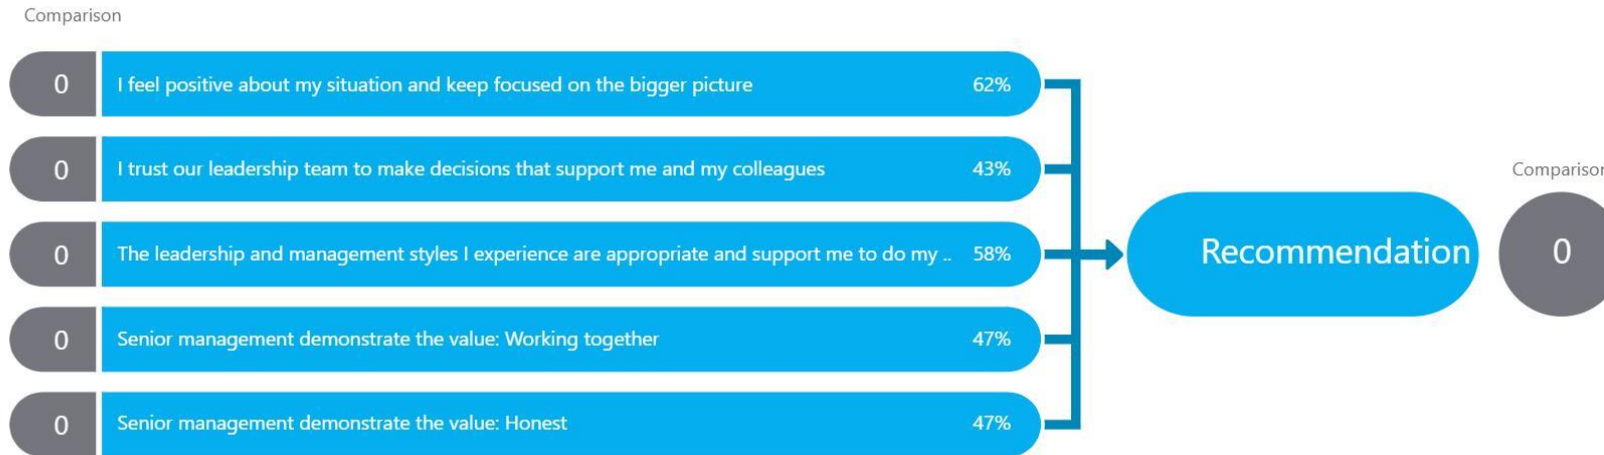 Comparison
0 I feel positive about my situation and keep focused on the bigger picture 62%
0 I trust our leadership team to make decisions that support me and my colleagues 43%
Comparison
0 The leadership and management styles I experience are appropriate and support me to do my .. 58%
Recommendation 0
0 Senior management demonstrate the value: Working together 47%
0 Senior management demonstrate the value: Honest 47%